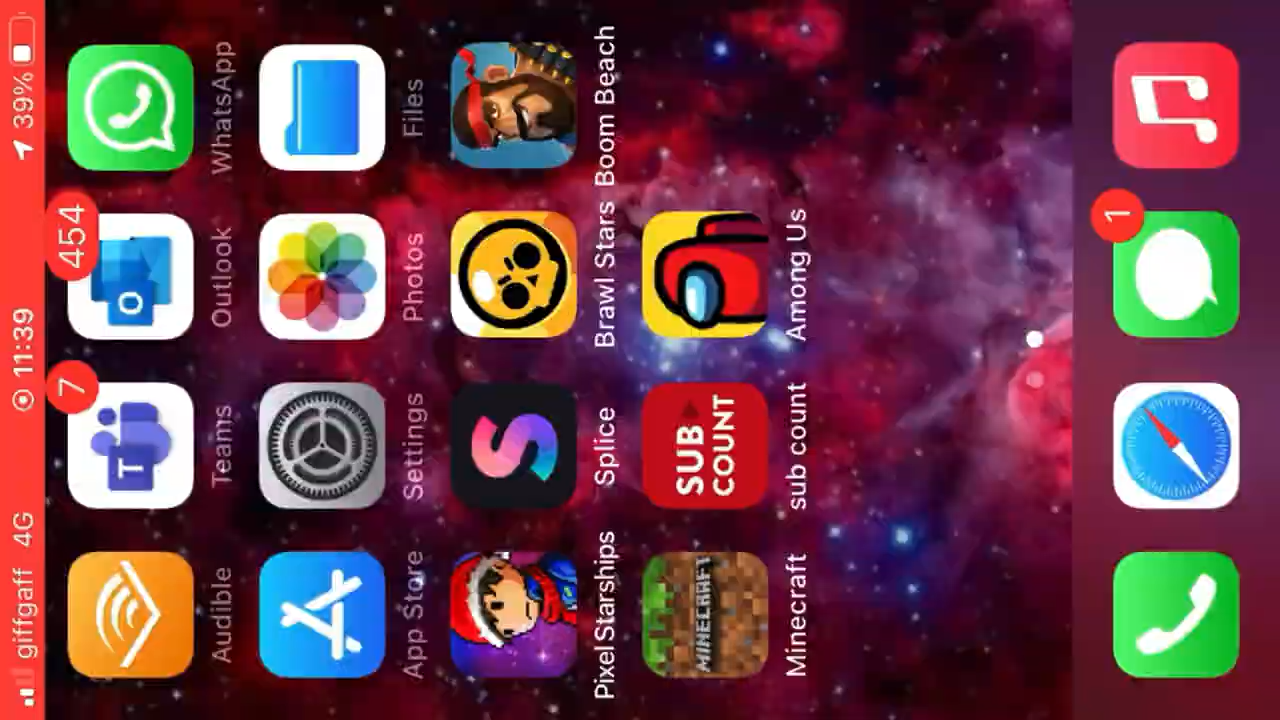 giffgaff 4G 11:39 39%
7 454
T O
Audible Teams Outlook WhatsApp
App Store Settings Photos Files
Pixel Starships Splice Brawl Stars Boom Beach
MINECRAFT SUB COUNT
Minecraft sub count Among Us
1